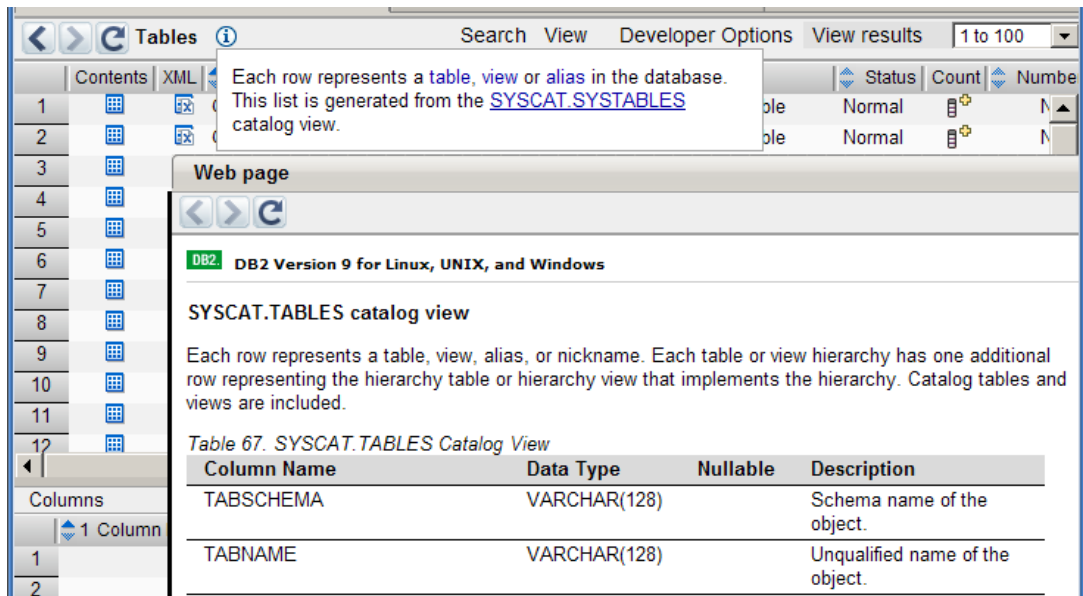 Tables Search View Developer Options View results 1 to 100
Contents XML Status Count Numbe
Each row represents a table, view or alias in the database.
This list is generated from the SYSCAT.SYSTABLES
catalog view.
1 Normal
2 Normal
3
Web page
4
5
6
DB2. DB2 Version 9 for Linux, UNIX, and Windows
7
8
SYSCAT.TABLES catalog view
9
Each row represents a table, view, alias, or nickname. Each table or view hierarchy has one additional
10
row representing the hierarchy table or hierarchy view that implements the hierarchy. Catalog tables and
11
views are included.
12
Table 67. SYSCAT.TABLES Catalog View
Column Name Data Type Nullable Description
Columns
TABSCHEMA VARCHAR(128) Schema name of the
object.
1 Column
1
TABNAME VARCHAR(128) Unqualified name of the
object.
2